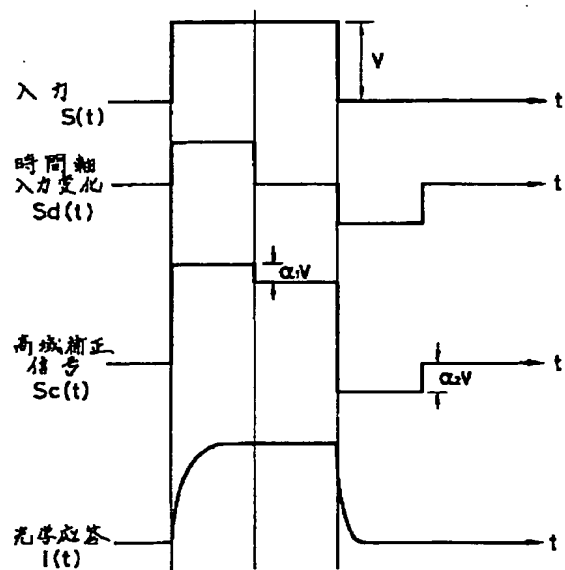 V
入力
S(t)
t
時間軸
入力変化
Sd(t)
t
α₁V
高域補正
信号
Sc(t)
t
α₂V
光学応答
I(t)
t